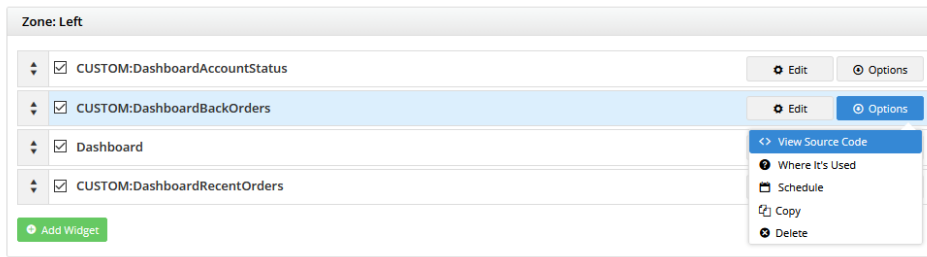 Zone: Left
CUSTOM:DashboardAccountStatus Edit Options
CUSTOM:DashboardBackOrders Edit Options
View Source Code
Dashboard
Where It's Used
CUSTOM:DashboardRecentOrders Schedule
Copy
Add Widget Delete